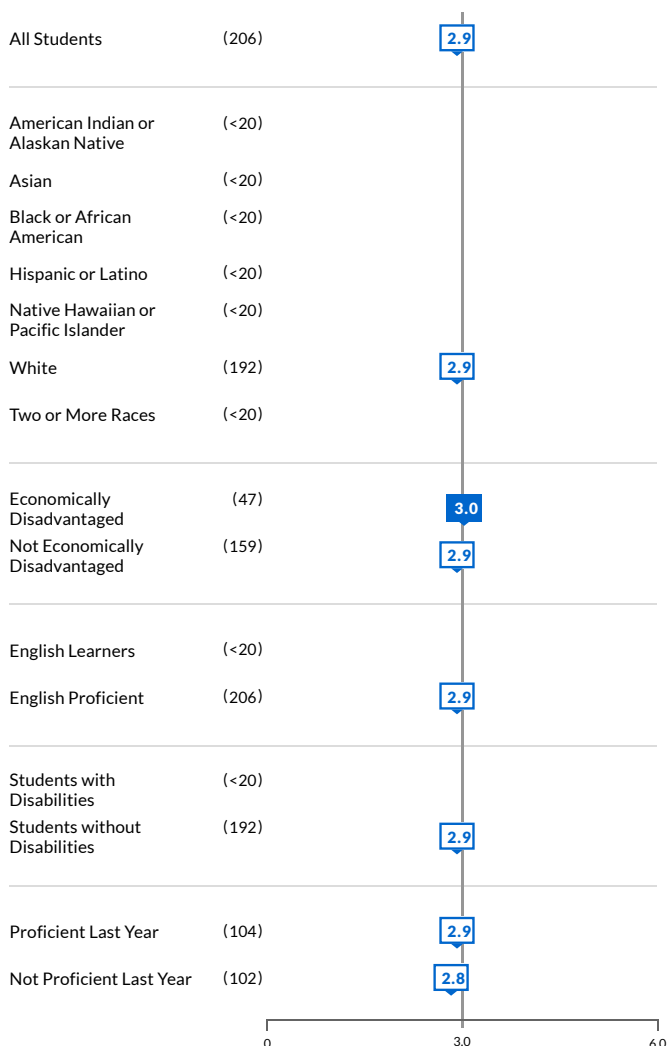 All Students (206) 2.9
American Indian or (<20)
Alaskan Native
Asian (<20)
Black or African (<20)
American
Hispanic or Latino (<20)
Native Hawaiian or (<20)
Pacific Islander
White (192) 2.9
Two or More Races (<20)
Economically (47) 3.0
Disadvantaged
Not Economically (159) 2.9
Disadvantaged
English Learners (<20)
English Proficient (206) 2.9
Students with (<20)
Disabilities
Students without (192) 2.9
Disabilities
Proficient Last Year (104) 2.9
Not Proficient Last Year (102) 2.8
0 3.0 6.0